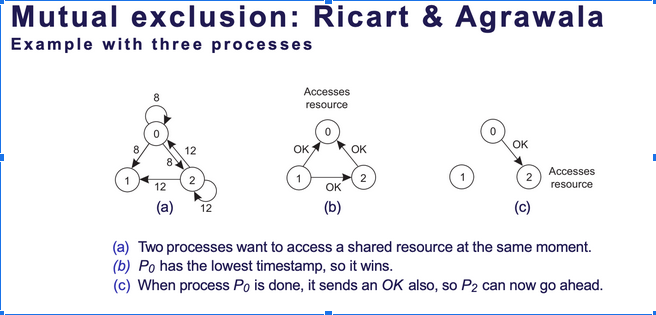 Mutual exclusion: Ricart & Agrawala
Example with three processes
8
0
8
12
8
1
2
12
12
(a)
Accesses
resource
0
OK
OK
1
2
OK
(b)
0
OK
1
2
Accesses
resource
(c)
(a) Two processes want to access a shared resource at the same moment.
(b) P0 has the lowest timestamp, so it wins.
(c) When process P0 is done, it sends an OK also, so P2 can now go ahead.